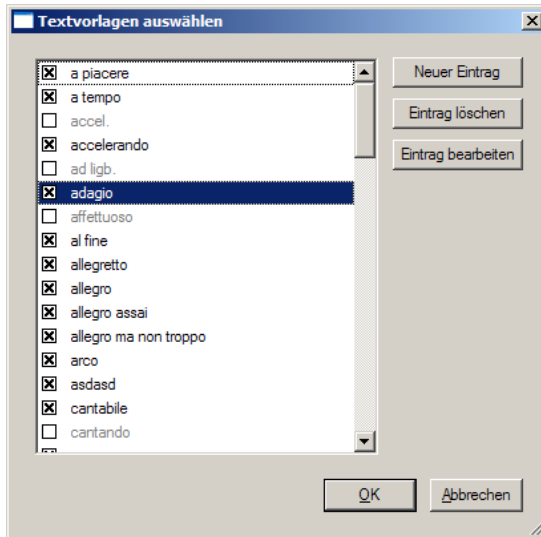 Textvorlagen auswählen
a piacere
a tempo
accel.
accelerando
ad ligb.
adagio
affettuoso
al fine
allegretto
allegro
allegro assai
allegro ma non troppo
arco
asdasd
cantabile
cantando
Neuer Eintrag
Eintrag löschen
Eintrag bearbeiten
OK
Abbrechen